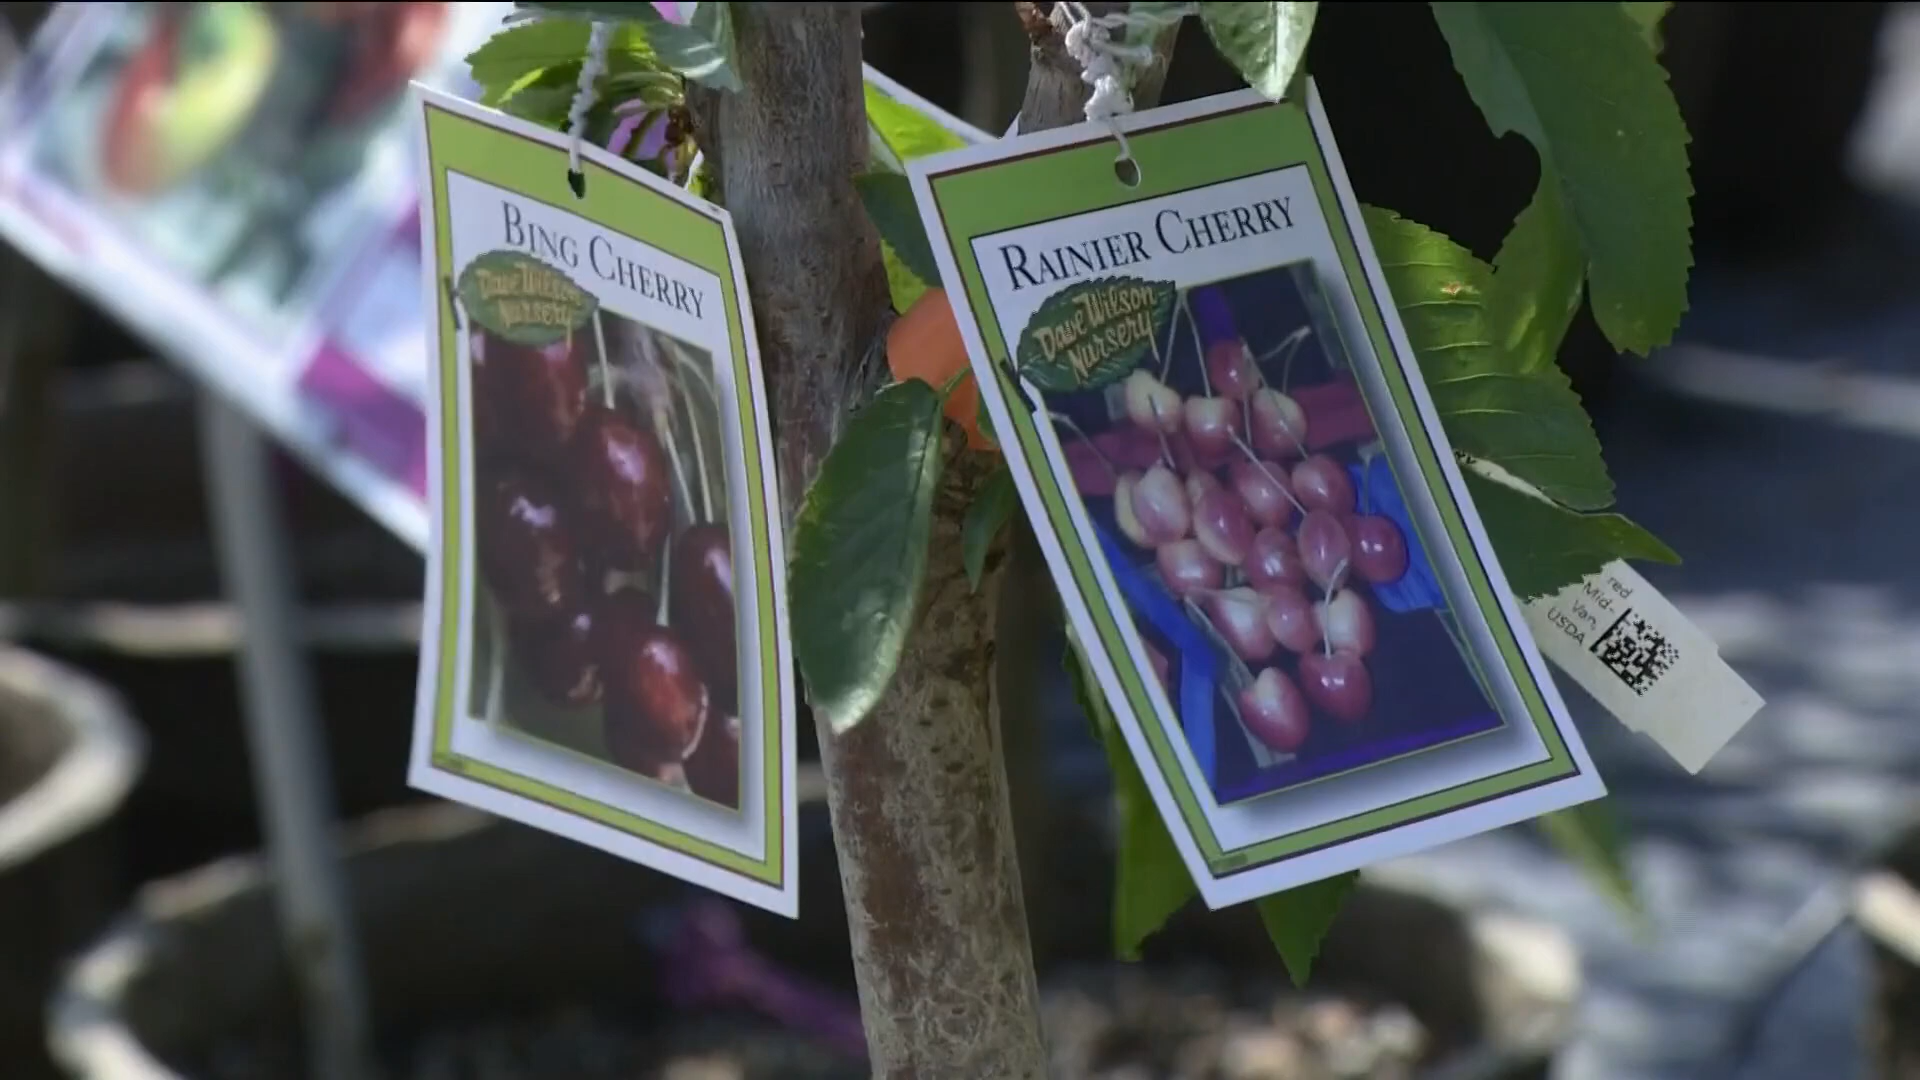 BING CHERRY
Dave Wilson
Nursery
RAINIER CHERRY
Dave Wilson
Nursery
red
Mid-
Van,
USDA